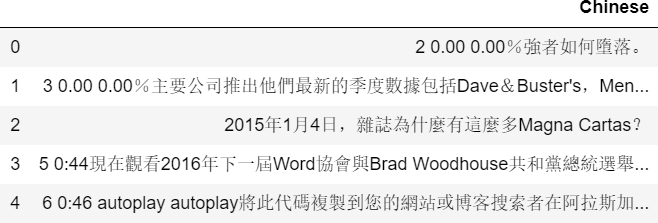 Chinese
0 2 0.00 0.00％強者如何墮落。
1 3 0.00 0.00％主要公司推出他們最新的季度數據包括Dave＆Buster's，Men...
2 2015年1月4日，雜誌為什麼有這麼多Magna Cartas？
3 5 0:44現在觀看2016年下一屆Word協會與Brad Woodhouse共和黨總統選舉...
4 6 0:46 autoplay autoplay將此代碼複製到您的網站或博客搜索者在阿拉斯加...